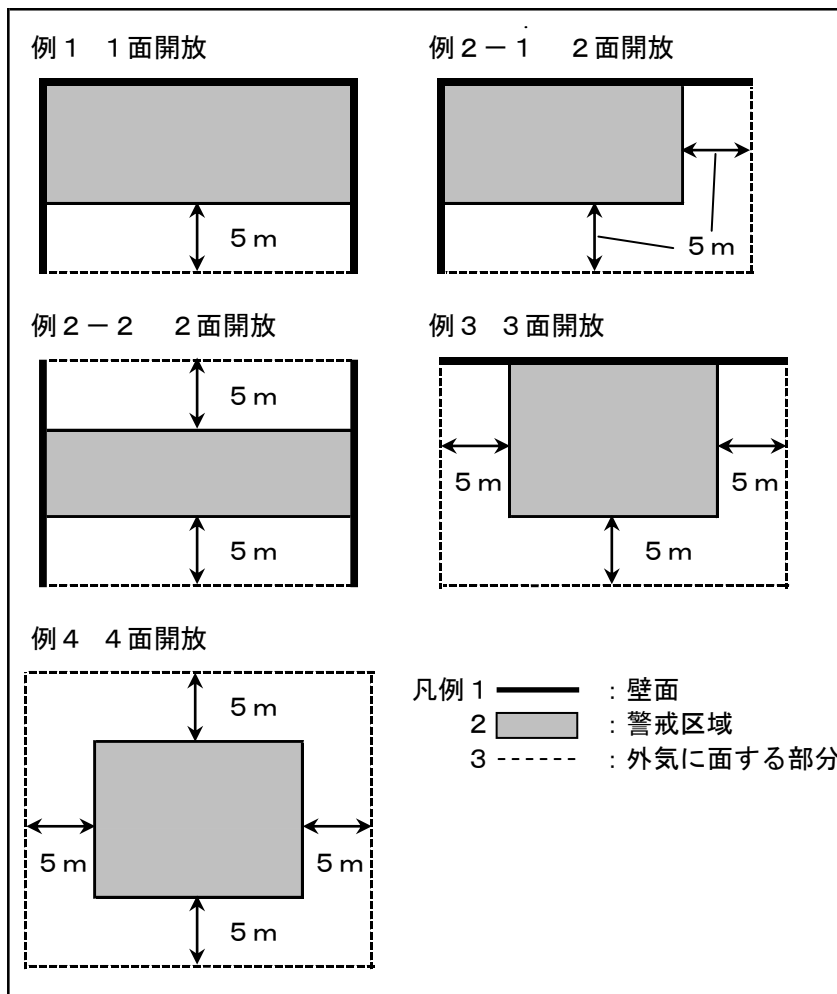 例１　１面開放
５ｍ
例２－１　２面開放
５ｍ
例２－２　２面開放
５ｍ
５ｍ
例３　３面開放
５ｍ
５ｍ
５ｍ
例４　４面開放
５ｍ
５ｍ
５ｍ
５ｍ
凡例１　：壁面
２　：警戒区域
３　：外気に面する部分